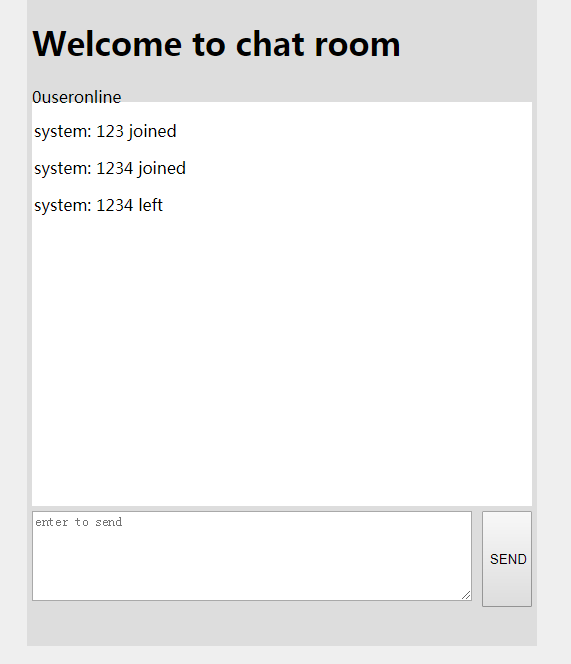 Welcome to chat room
0useronline
system: 123 joined
system: 1234 joined
system: 1234 left
enter to send
SEND